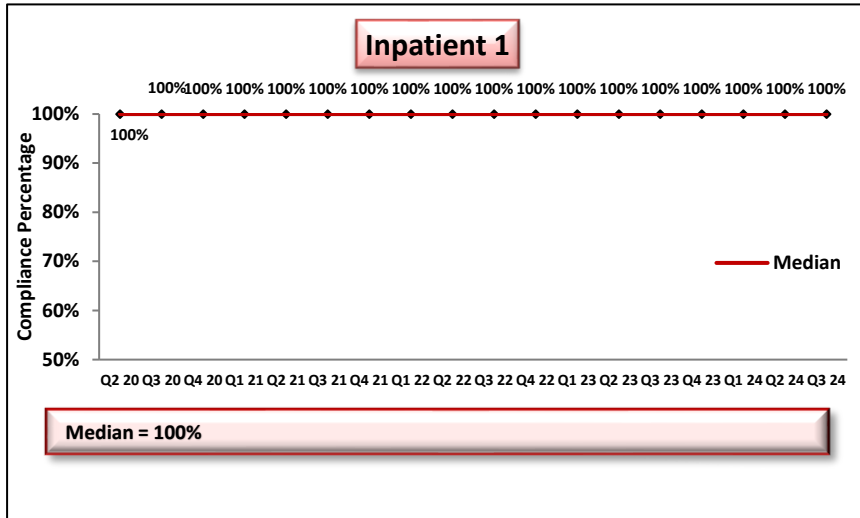 Inpatient 1
100% 100% 100% 100% 100% 100% 100% 100% 100% 100% 100% 100% 100% 100% 100% 100% 100%
100%
100%
90%
80%
70%
60%
50%
Compliance Percentage
Median
Q2 20 Q3 20 Q4 20 Q1 21 Q2 21 Q3 21 Q4 21 Q1 22 Q2 22 Q3 22 Q4 22 Q1 23 Q2 23 Q3 23 Q4 23 Q1 24 Q2 24 Q3 24
Median = 100%